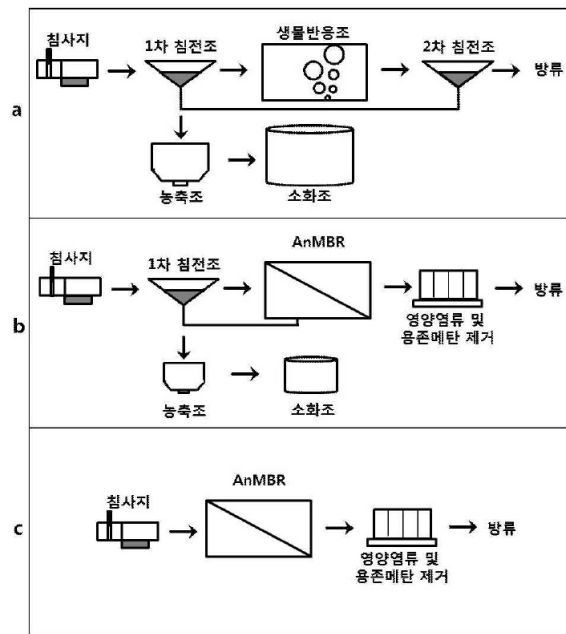 a
침사지
1차 침전조
생물반응조
2차 침전조
방류
농축조
소화조
b
침사지
1차 침전조
AnMBR
영양염류 및
용존메탄 제거
방류
농축조
소화조
c
침사지
AnMBR
영양염류 및
용존메탄 제거
방류